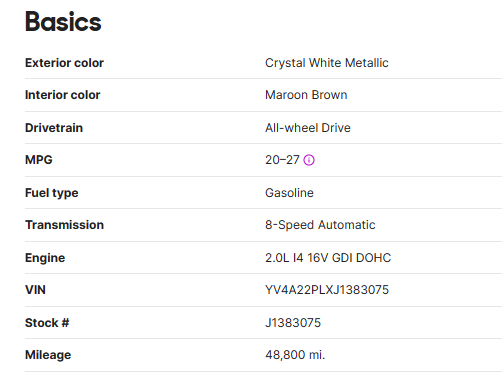 Basics
Exterior color Crystal White Metallic
Interior color Maroon Brown
Drivetrain All-wheel Drive
MPG 20–27
Fuel type Gasoline
Transmission 8-Speed Automatic
Engine 2.0L I4 16V GDI DOHC
VIN YV4A22PLXJ1383075
Stock # J1383075
Mileage 48,800 mi.